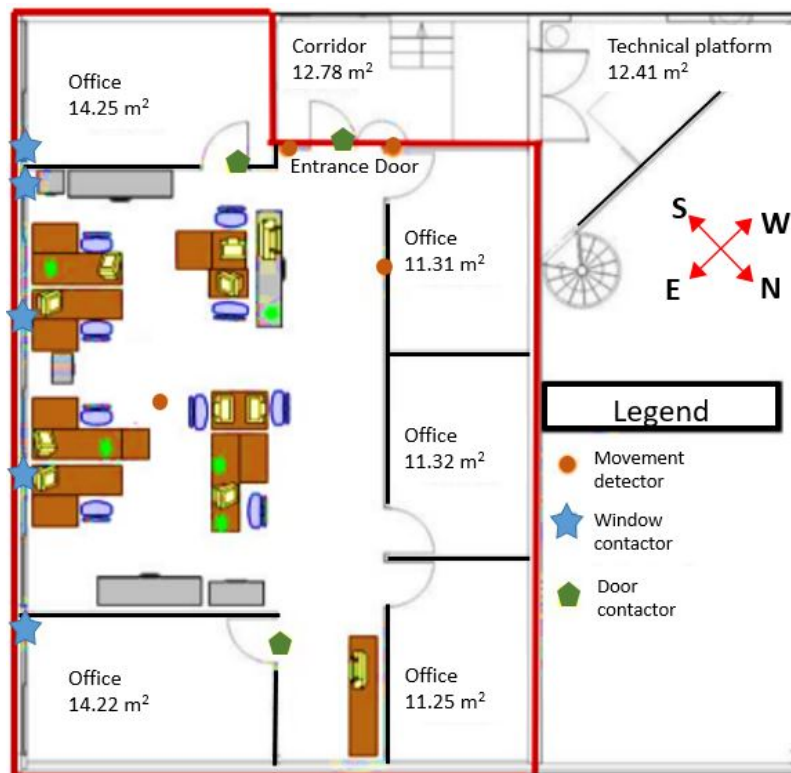 Office
14.25 m²
Corridor
12.78 m²
Technical platform
12.41 m²
Entrance Door
Office
11.31 m²
S
W
E
N
Office
11.32 m²
Legend
Movement
detector
Window
contactor
Door
contactor
Office
14.22 m²
Office
11.25 m²